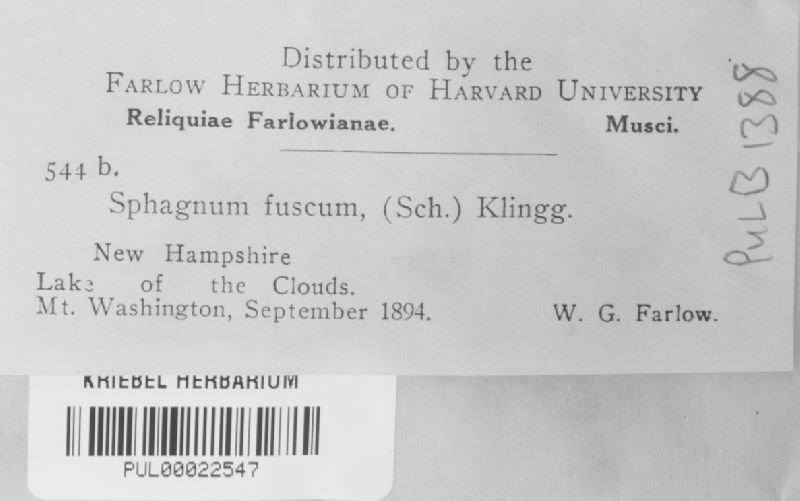 Distributed by the
FARLOW HERBARIUM OF HARVARD UNIVERSITY
Reliquiae Farlowianae. Musci.
544 b.
Sphagnum fuscum, (Sch.) Klingg.
New Hampshire
Lake of the Clouds.
Mt. Washington, September 1894. W. G. Farlow.
PULB 1388
KRIEBEL HERBARIUM
PUL00022547